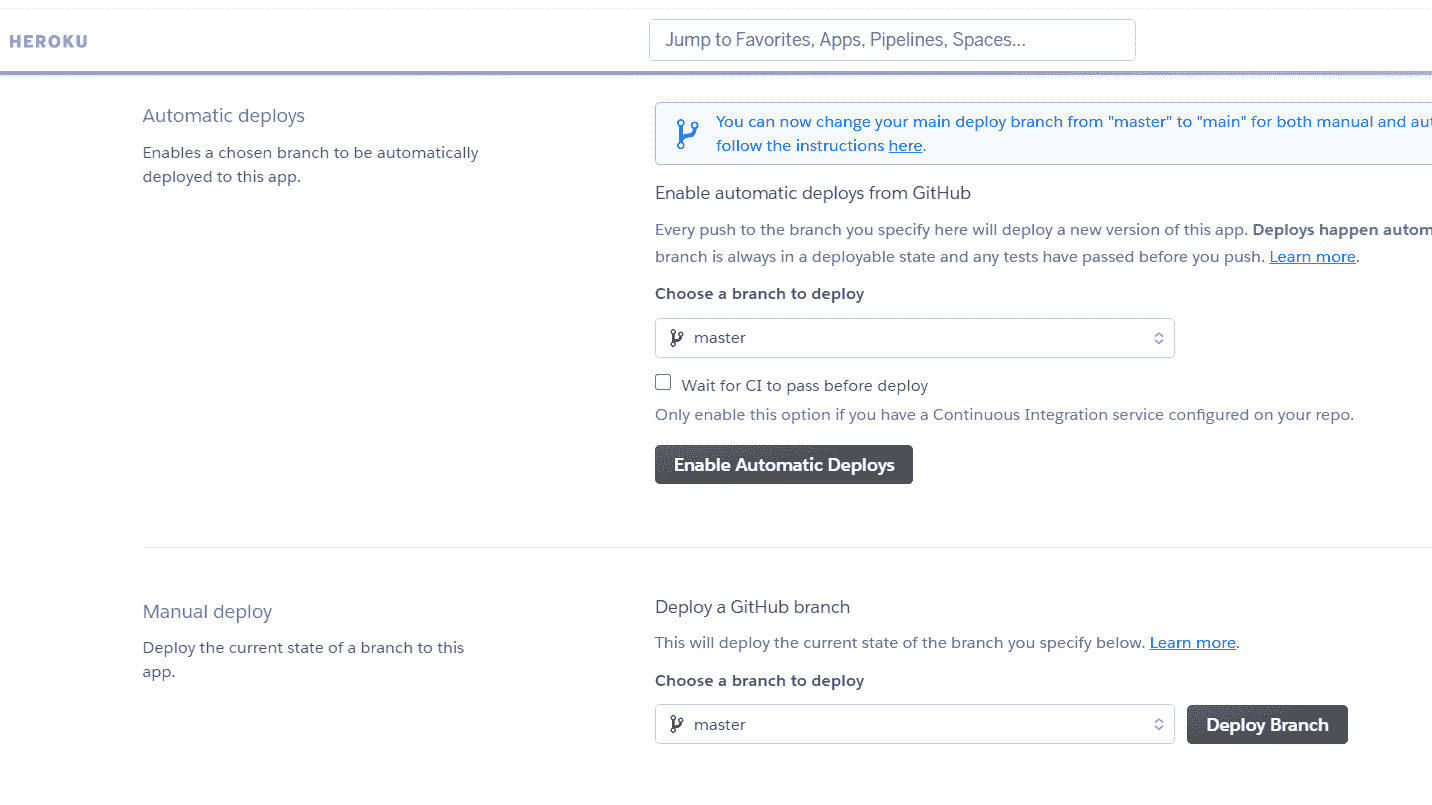 HEROKU
Jump to Favorites, Apps, Pipelines, Spaces...
Automatic deploys
Enables a chosen branch to be automatically
deployed to this app.
You can now change your main deploy branch from "master" to "main" for both manual and
follow the instructions here.
Enable automatic deploys from GitHub
Every push to the branch you specify here will deploy a new version of this app. Deploys happen
branch is always in a deployable state and any tests have passed before you push. Learn more.
Choose a branch to deploy
master
Wait for CI to pass before deploy
Only enable this option if you have a Continuous Integration service configured on your repo.
Enable Automatic Deploys
Manual deploy
Deploy the current state of a branch to this
app.
Deploy a GitHub branch
This will deploy the current state of the branch you specify below. Learn more.
Choose a branch to deploy
master
Deploy Branch